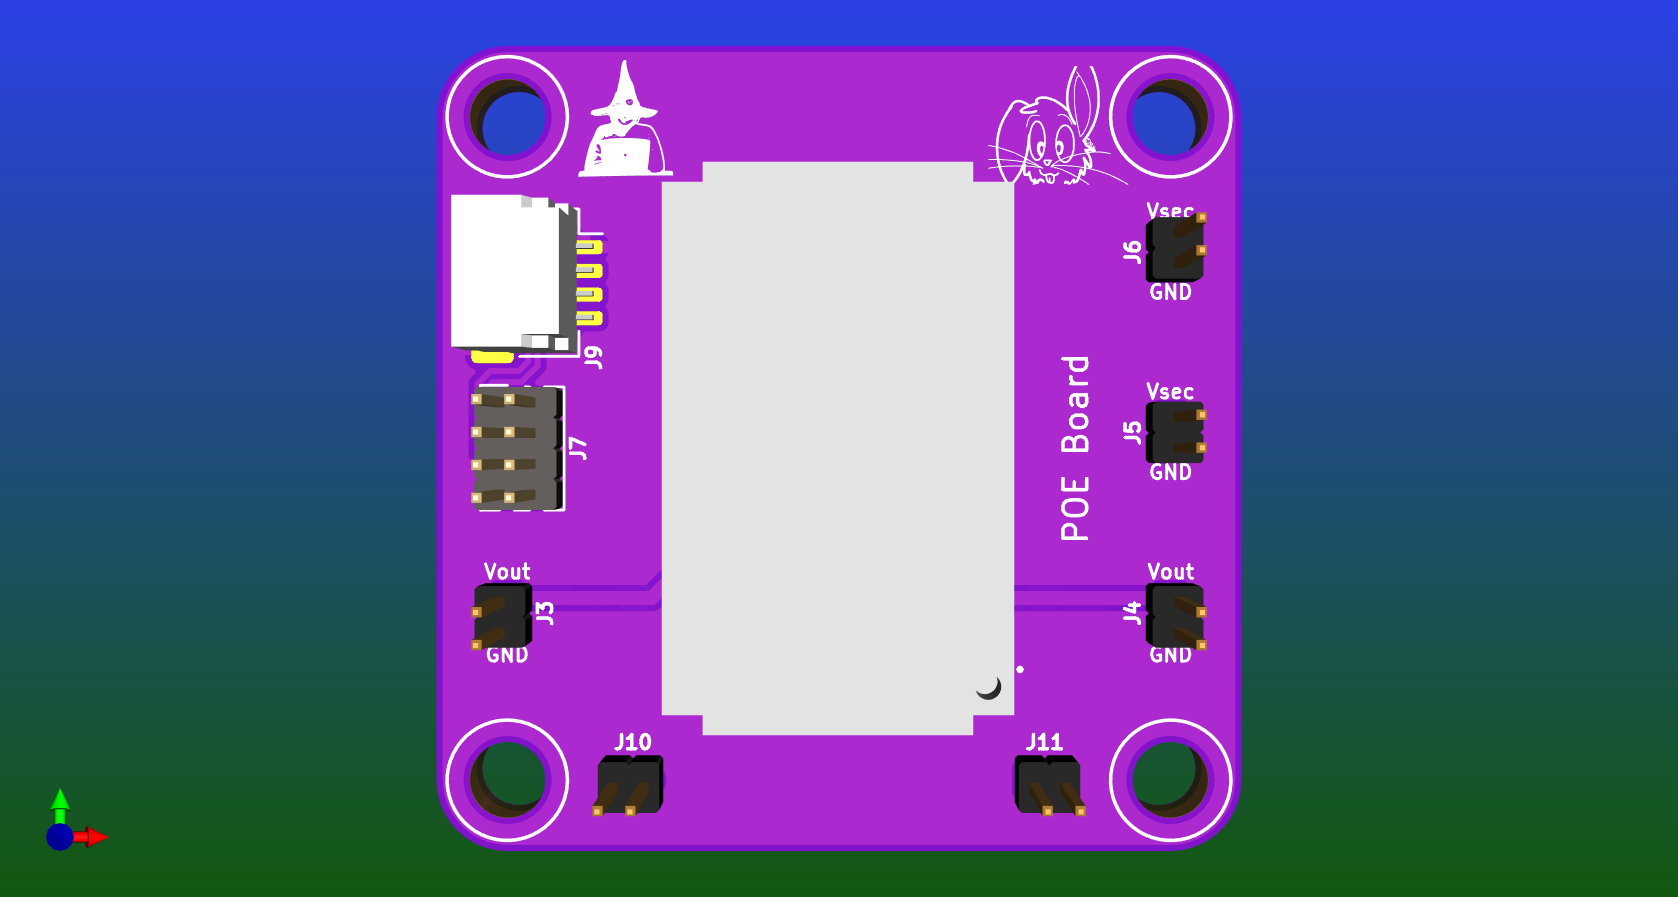 Vsec
J6
GND
J9
Vsec
J5
GND
POE Board
J7
Vout
J3
GND
Vout
J4
GND
J10
J11